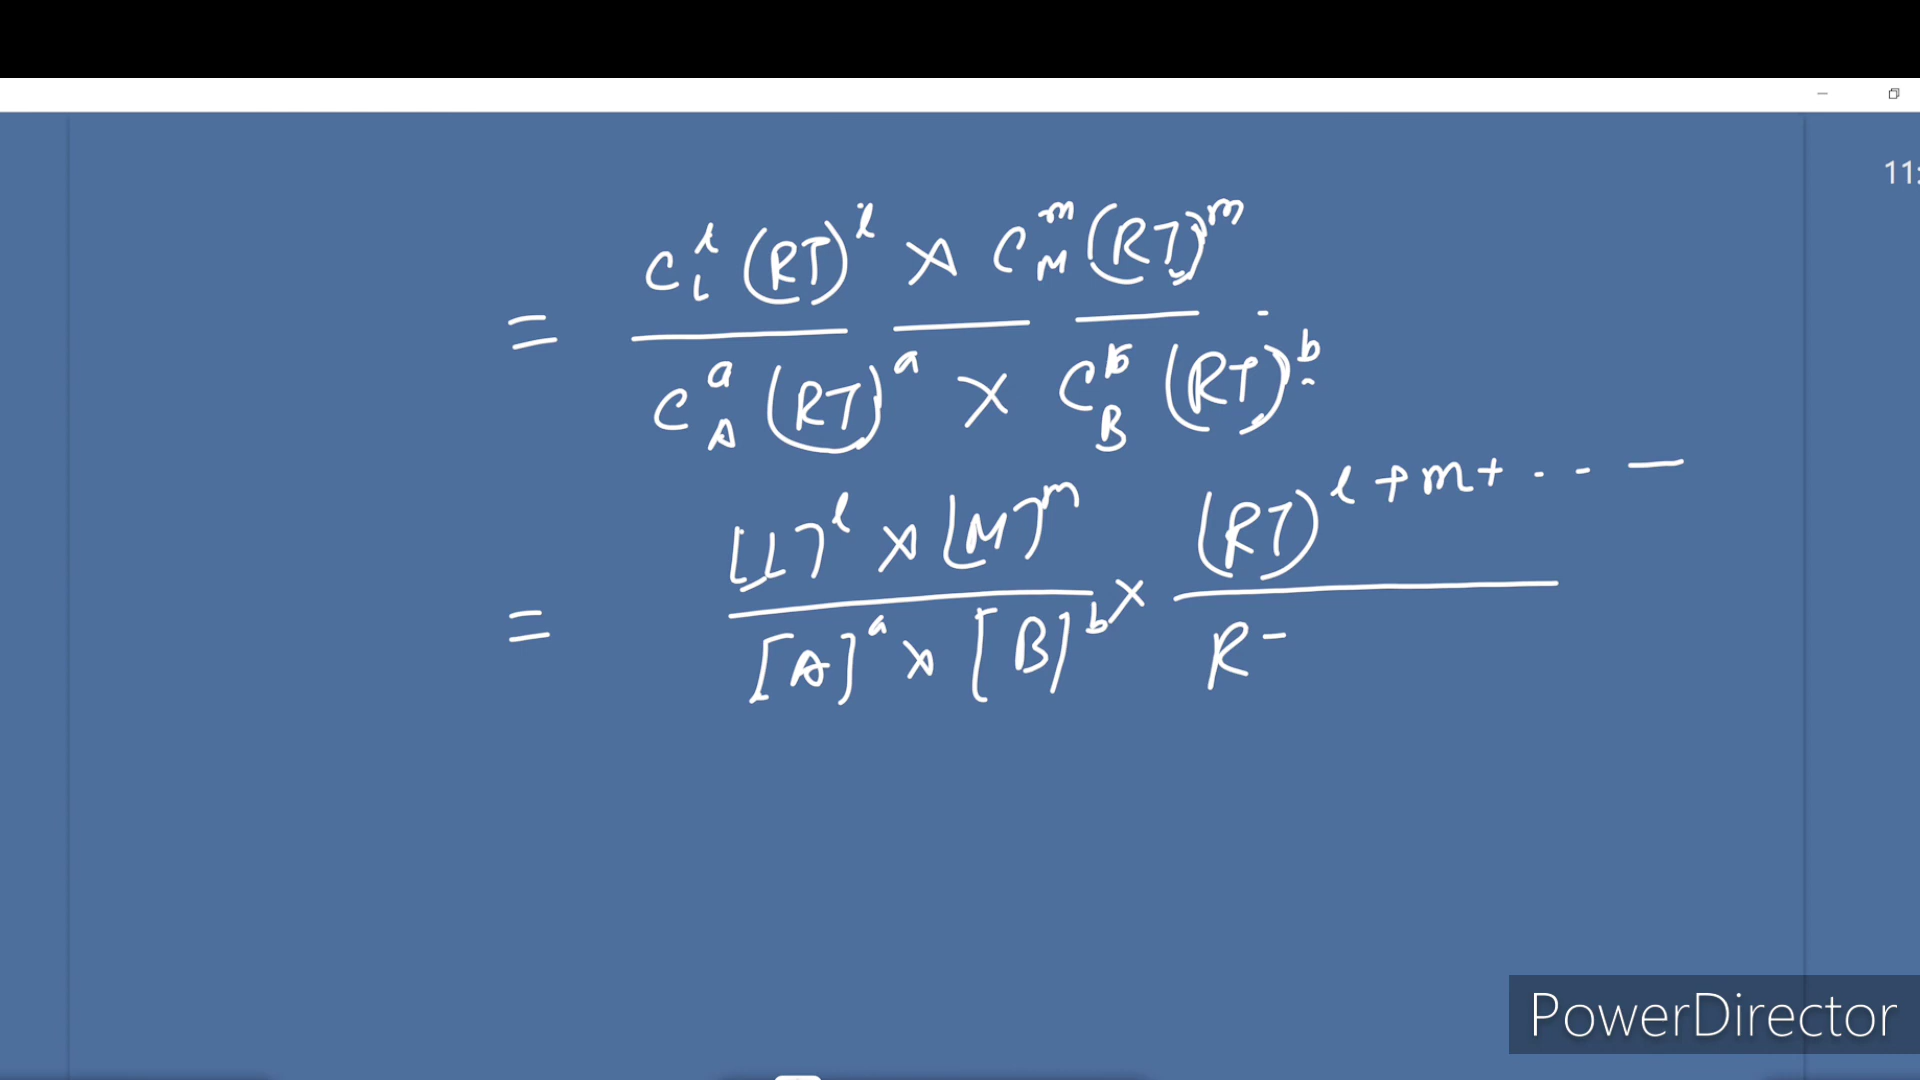 11:
= C_L^l (RT)^l × C_M^m (RT)^m / C_A^a (RT)^a × C_B^b (RT)^b
= [L]^l × [M]^m / [A]^a × [B]^b × (RT)^l+m+... — / R-
PowerDirector